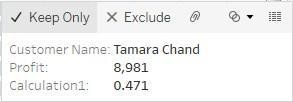 Keep Only Exclude
Customer Name: Tamara Chand
Profit: 8,981
Calculation1: 0.471